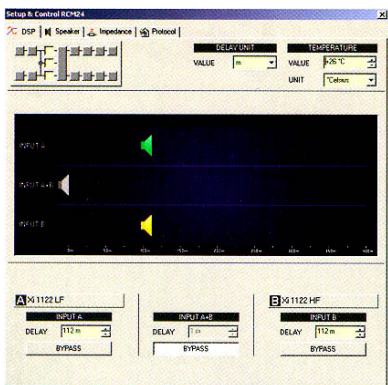 Setup & Control RCM24
DSP Speaker Impedance Protocol
DELAY UNIT
VALUE m
TEMPERATURE
VALUE +26 °C
UNIT °Celsius
INPUT A
INPUT A+B
INPUT B
A Xi 1122 LF
B Xi 1122 HF
INPUT A
DELAY 112 m
BYPASS
INPUT A+B
DELAY 1 m
BYPASS
INPUT B
DELAY 112 m
BYPASS